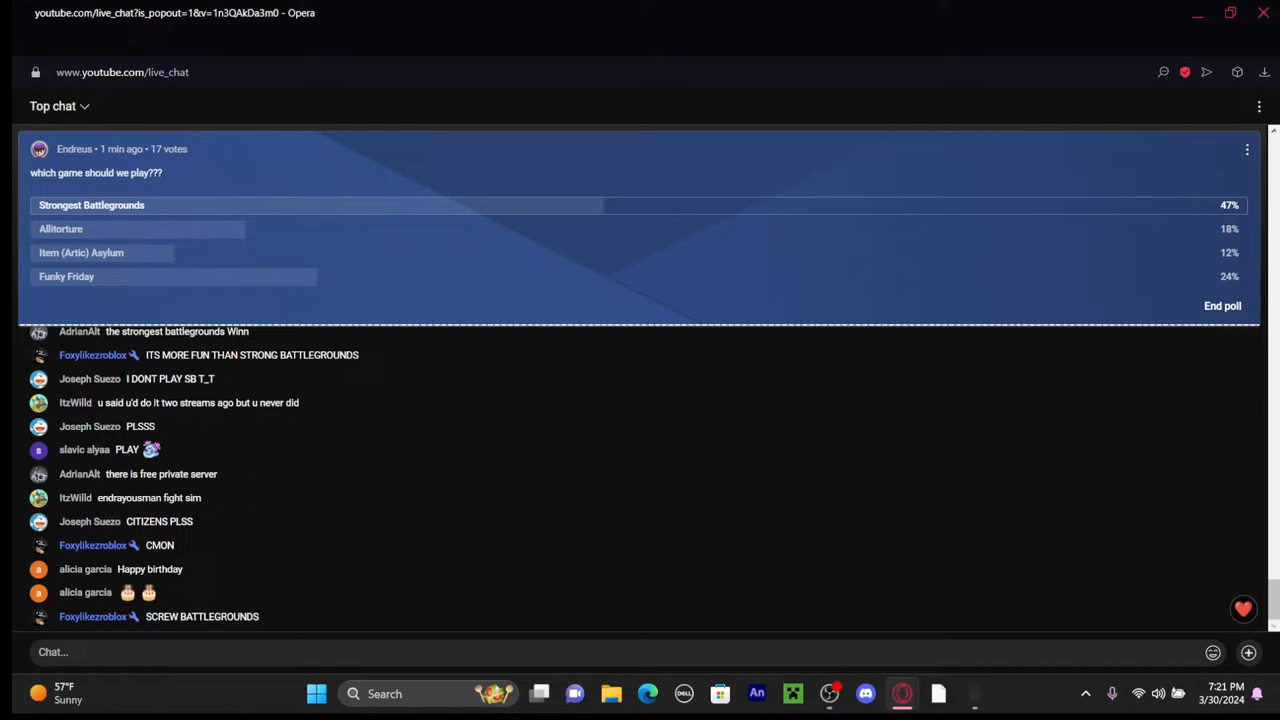 youtube.com/live_chat?is_popout=1&v=1n3QAkDa3m0 - Opera
www.youtube.com/live_chat
Top chat
Endreus • 1 min ago • 17 votes
which game should we play???
Strongest Battlegrounds 47%
Allitorture 18%
Item (Artic) Asylum 12%
Funky Friday 24%
End poll
AdrianAlt the strongest battlegrounds Winn
Foxylikezroblox ITS MORE FUN THAN STRONG BATTLEGROUNDS
Joseph Suezo I DONT PLAY SB T_T
ItzWilld u said u'd do it two streams ago but u never did
Joseph Suezo PLSSS
s slavic alyaa PLAY
AdrianAlt there is free private server
ItzWilld endrayousman fight sim
Joseph Suezo CITIZENS PLSS
Foxylikezroblox CMON
a alicia garcia Happy birthday
a alicia garcia
Foxylikezroblox SCREW BATTLEGROUNDS
Chat...
57°F
Sunny
Search
DELL
An
7:21 PM
3/30/2024